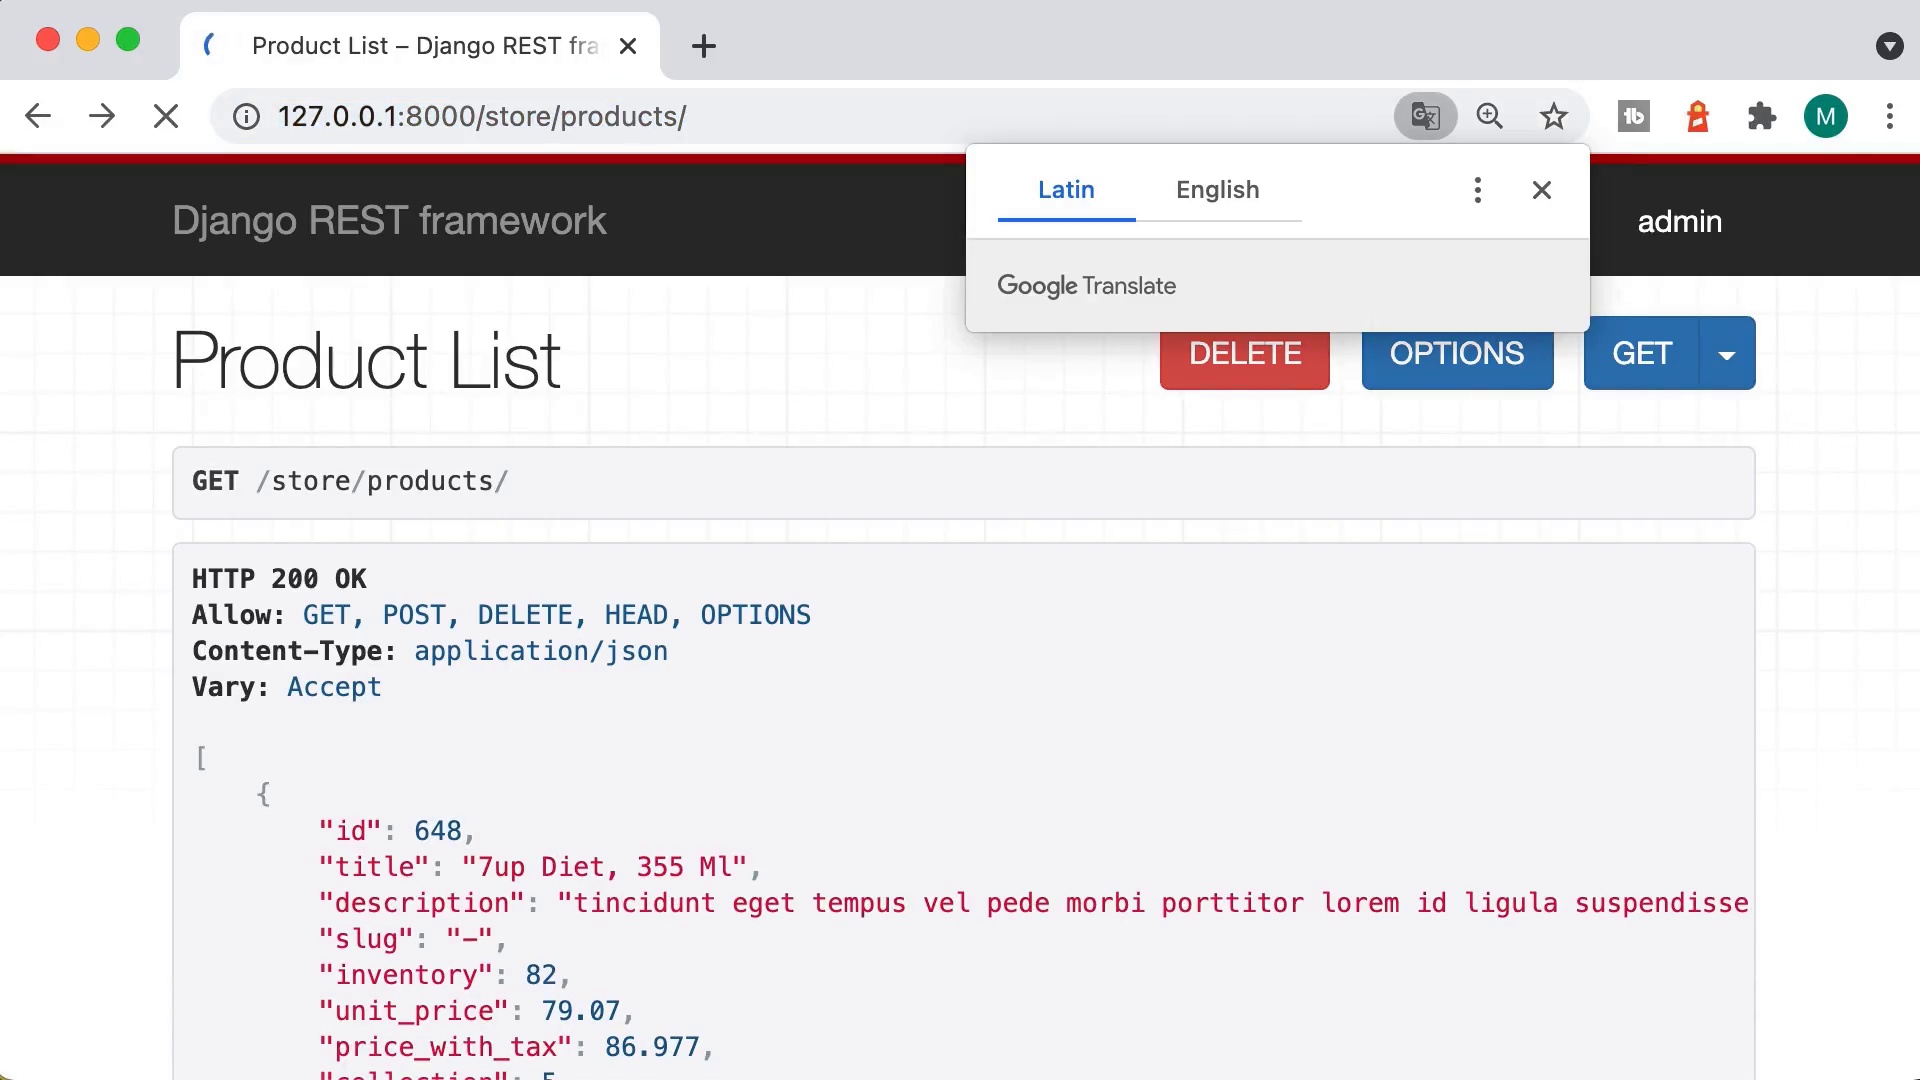 Product List – Django REST fra
127.0.0.1:8000/store/products/
M
Latin English
Google Translate
Django REST framework
admin
Product List
DELETE OPTIONS GET
GET /store/products/
HTTP 200 OK
Allow: GET, POST, DELETE, HEAD, OPTIONS
Content-Type: application/json
Vary: Accept
[
{
"id": 648,
"title": "7up Diet, 355 Ml",
"description": "tincidunt eget tempus vel pede morbi porttitor lorem id ligula suspendisse
"slug": "-",
"inventory": 82,
"unit_price": 79.07,
"price_with_tax": 86.977,
"collection": 5